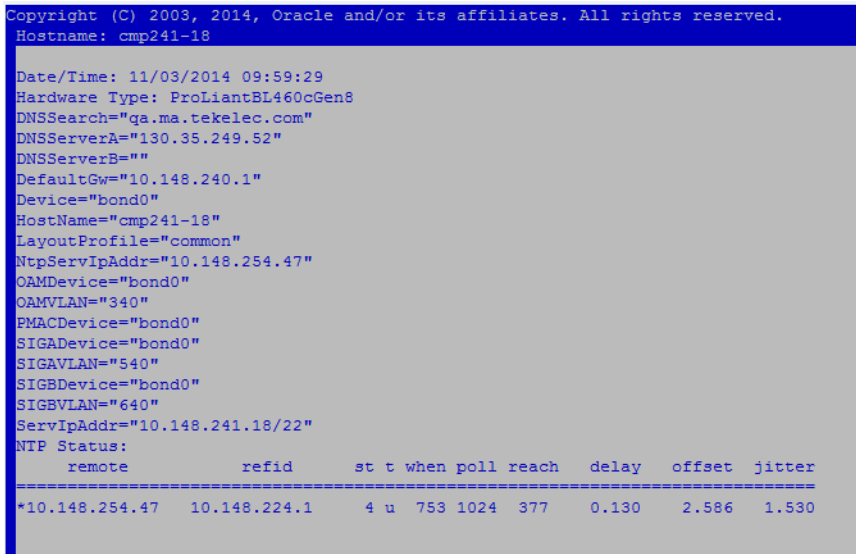 Copyright (C) 2003, 2014, Oracle and/or its affiliates. All rights reserved.
Hostname: cmp241-18
Date/Time: 11/03/2014 09:59:29
Hardware Type: ProLiantBL460cGen8
DNSSearch="qa.ma.tekelec.com"
DNSServerA="130.35.249.52"
DNSServerB=""
DefaultGw="10.148.240.1"
Device="bond0"
HostName="cmp241-18"
LayoutProfile="common"
NtpServIpAddr="10.148.254.47"
OAMDevice="bond0"
OAMVLAN="340"
PMACDevice="bond0"
SIGADevice="bond0"
SIGAVLAN="540"
SIGBDevice="bond0"
SIGBVLAN="640"
ServIpAddr="10.148.241.18/22"
NTP Status:
remote refid st t when poll reach delay offset jitter
==============================================================================
*10.148.254.47 10.148.224.1 4 u 753 1024 377 0.130 2.586 1.530